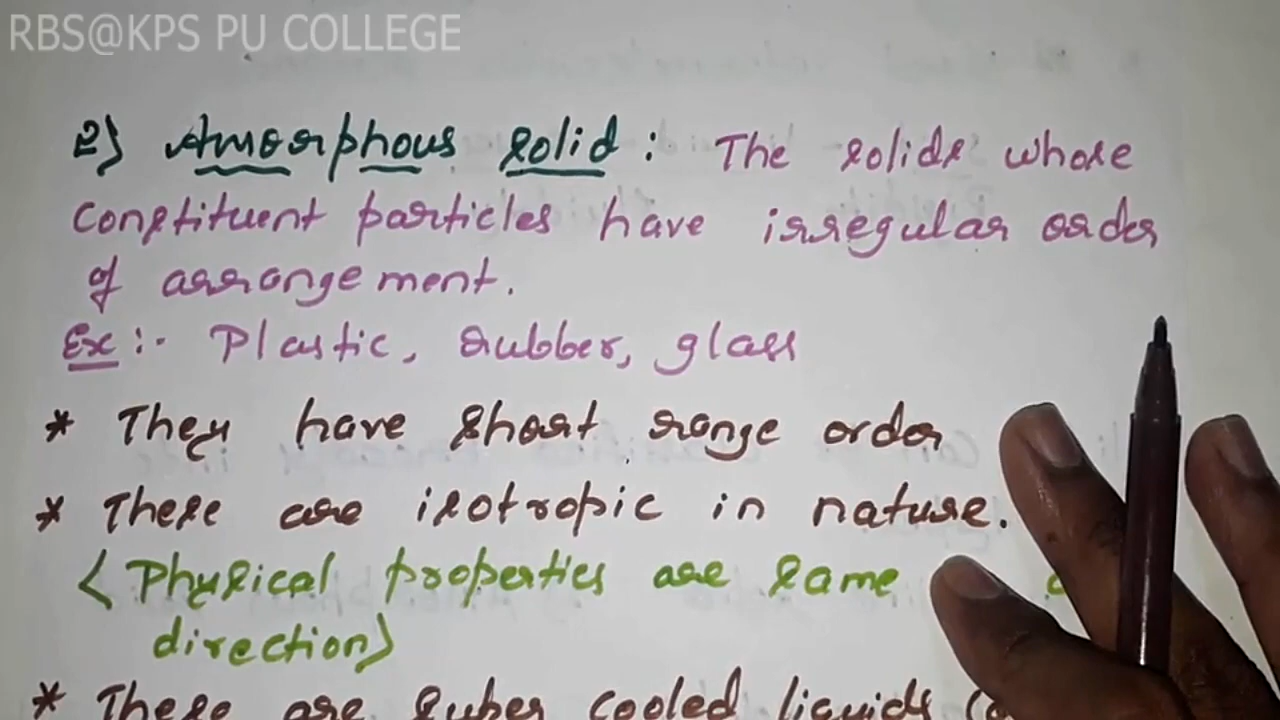 RBS@KPS PU COLLEGE
2) Amorphous solid : The solids whose
constituent particles have irregular order
of arrangement.
Ex :- Plastic, rubber, glass
* They have short range order
* These are isotropic in nature.
< Physical properties are same
direction>
* These are super cooled liquids (